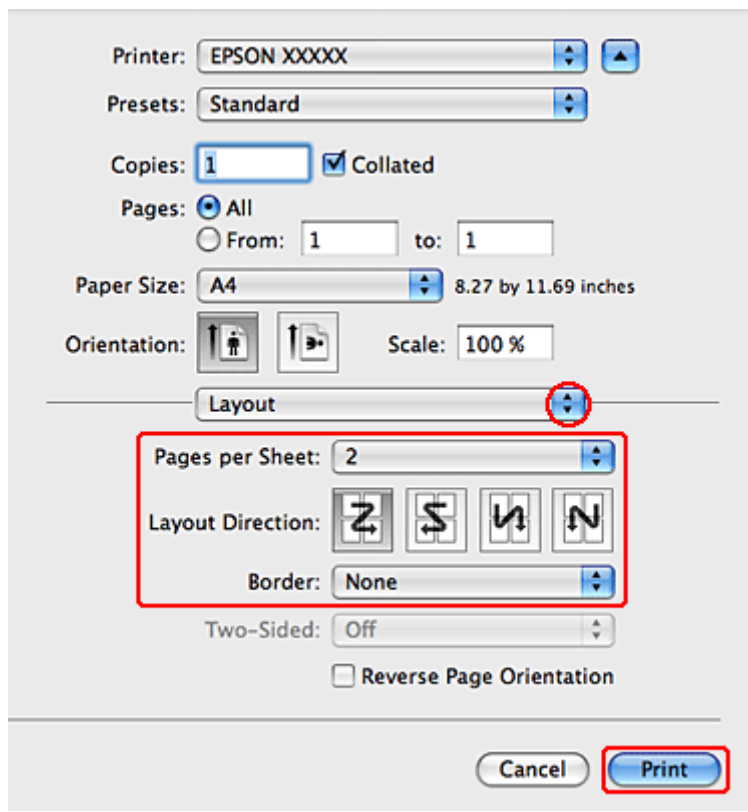 Printer: EPSON XXXXX
Presets: Standard
Copies: 1 Collated
Pages: All
From: 1 to: 1
Paper Size: A4 8.27 by 11.69 inches
Orientation: Scale: 100 %
Layout
Pages per Sheet: 2
Layout Direction:
Border: None
Two-Sided: Off
Reverse Page Orientation
Cancel Print